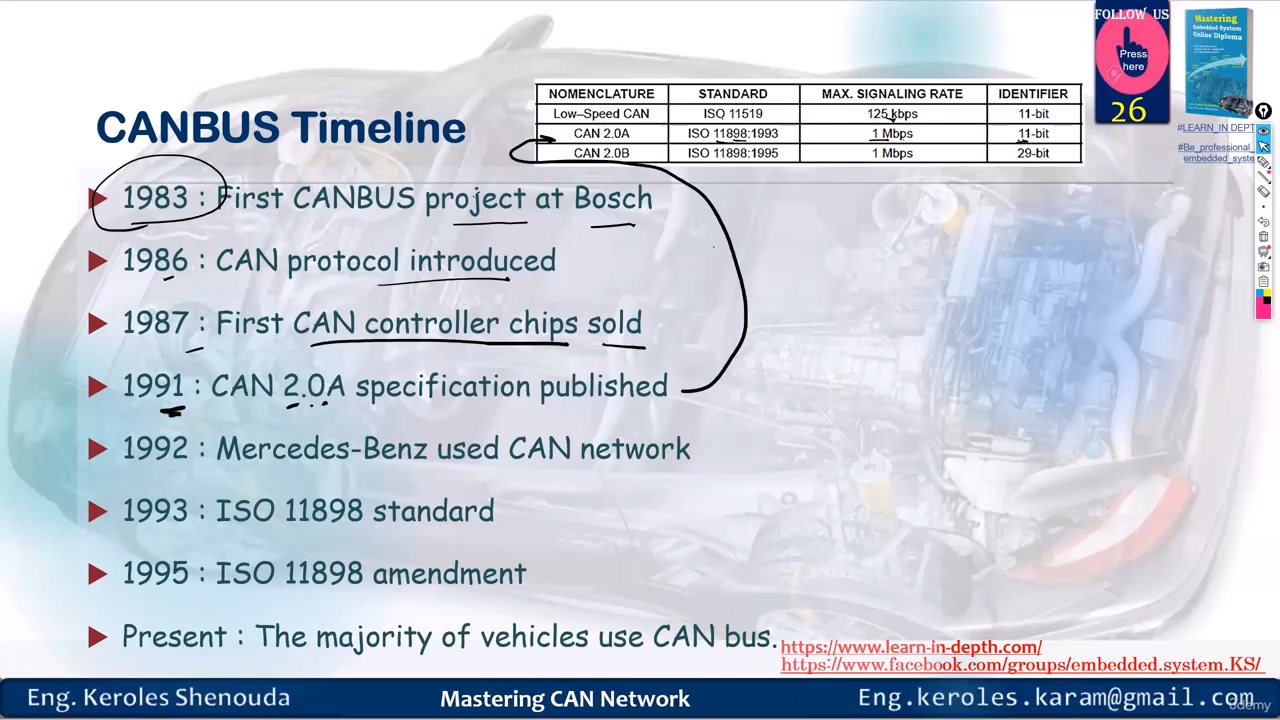 FOLLOW US
Press
here
26
Mastering
Embedded System
Online Diploma
#LEARN_IN DEPT
#Be_professional_
embedded_syste
CANBUS Timeline
NOMENCLATURE STANDARD MAX. SIGNALING RATE IDENTIFIER
Low–Speed CAN ISO 11519 125 kbps 11-bit
CAN 2.0A ISO 11898:1993 1 Mbps 11-bit
CAN 2.0B ISO 11898:1995 1 Mbps 29-bit
1983 : First CANBUS project at Bosch
1986 : CAN protocol introduced
1987 : First CAN controller chips sold
1991 : CAN 2.0A specification published
1992 : Mercedes-Benz used CAN network
1993 : ISO 11898 standard
1995 : ISO 11898 amendment
Present : The majority of vehicles use CAN bus.
https://www.learn-in-depth.com/
https://www.facebook.com/groups/embedded.system.KS/
Eng. Keroles Shenouda
Mastering CAN Network
Eng.keroles.karam@gmail.com
udemy